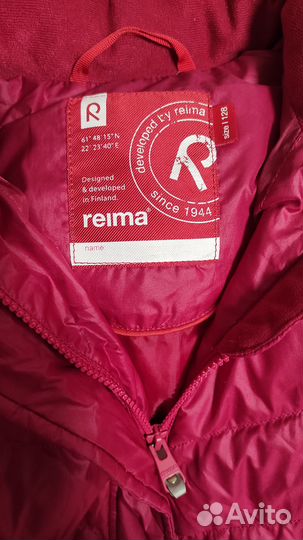 R
61° 48' 15"N
22° 23' 40"E
developed by reima
R
since 1944
size | 128
Designed
& developed
in Finland.
reima
name
Avito